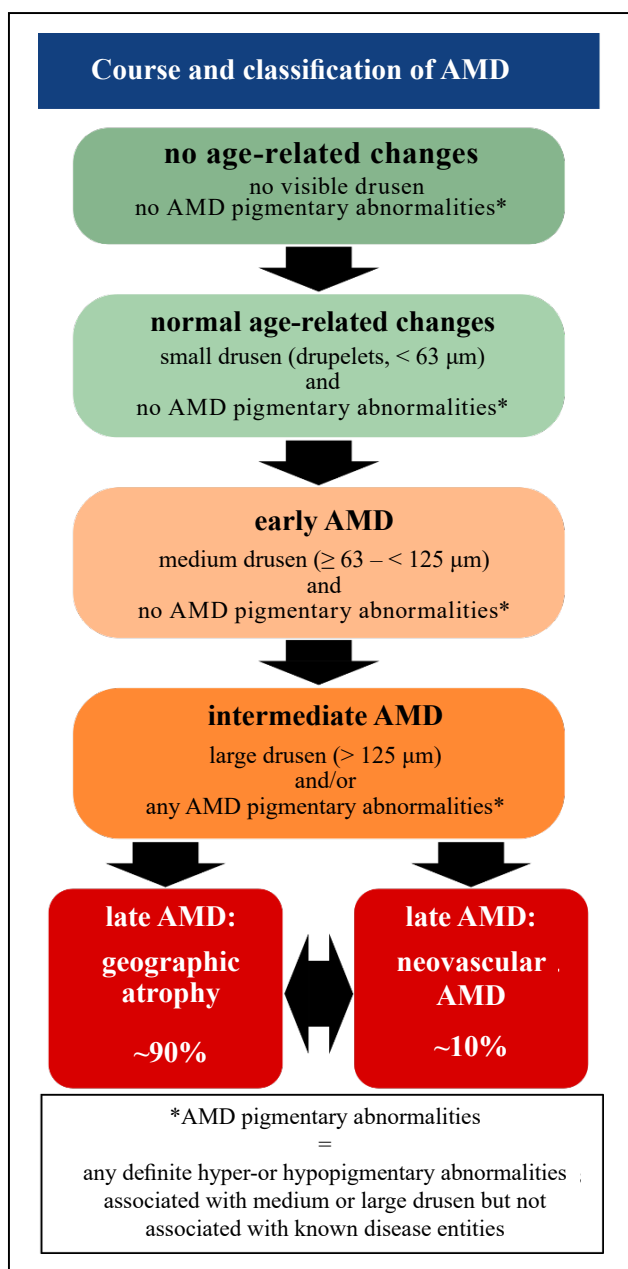 Course and classification of AMD
no age-related changes
no visible drusen
no AMD pigmentary abnormalities*
normal age-related changes
small drusen (drupelets, < 63 μm)
and
no AMD pigmentary abnormalities*
early AMD
medium drusen (≥ 63 – < 125 μm)
and
no AMD pigmentary abnormalities*
intermediate AMD
large drusen (> 125 μm)
and/or
any AMD pigmentary abnormalities*
late AMD:
geographic
atrophy
~90%
late AMD:
neovascular
AMD
~10%
*AMD pigmentary abnormalities
=
any definite hyper-or hypopigmentary abnormalities
associated with medium or large drusen but not
associated with known disease entities